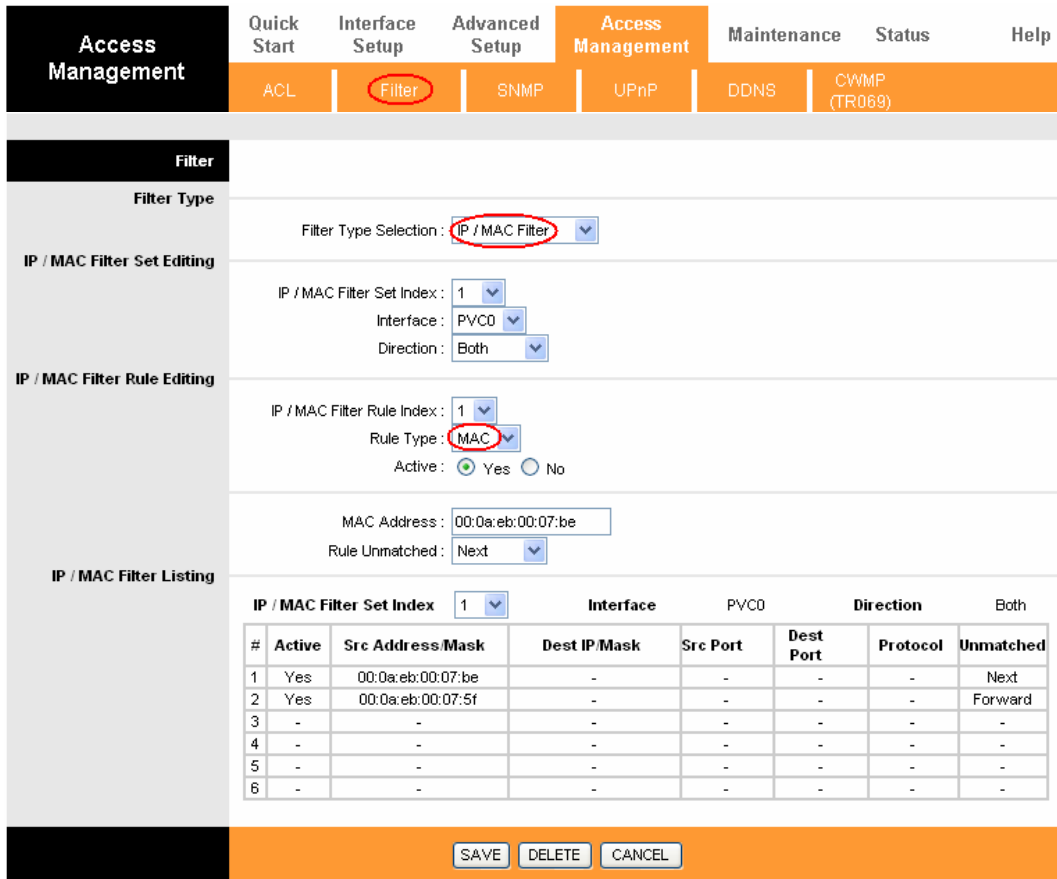 Access Management
Quick Start
Interface Setup
Advanced Setup
Access Management
Maintenance
Status
Help
ACL
Filter
SNMP
UPnP
DDNS
CWMP (TR069)
Filter
Filter Type
Filter Type Selection : IP / MAC Filter
IP / MAC Filter Set Editing
IP / MAC Filter Set Index : 1
Interface : PVC0
Direction : Both
IP / MAC Filter Rule Editing
IP / MAC Filter Rule Index : 1
Rule Type : MAC
Active : Yes No
MAC Address : 00:0a:eb:00:07:be
Rule Unmatched : Next
IP / MAC Filter Listing
IP / MAC Filter Set Index 1 Interface PVC0 Direction Both
# Active Src Address/Mask Dest IP/Mask Src Port Dest Port Protocol Unmatched
1 Yes 00:0a:eb:00:07:be - - - - Next
2 Yes 00:0a:eb:00:07:5f - - - - Forward
3 - - - - - - -
4 - - - - - - -
5 - - - - - - -
6 - - - - - - -
SAVE DELETE CANCEL